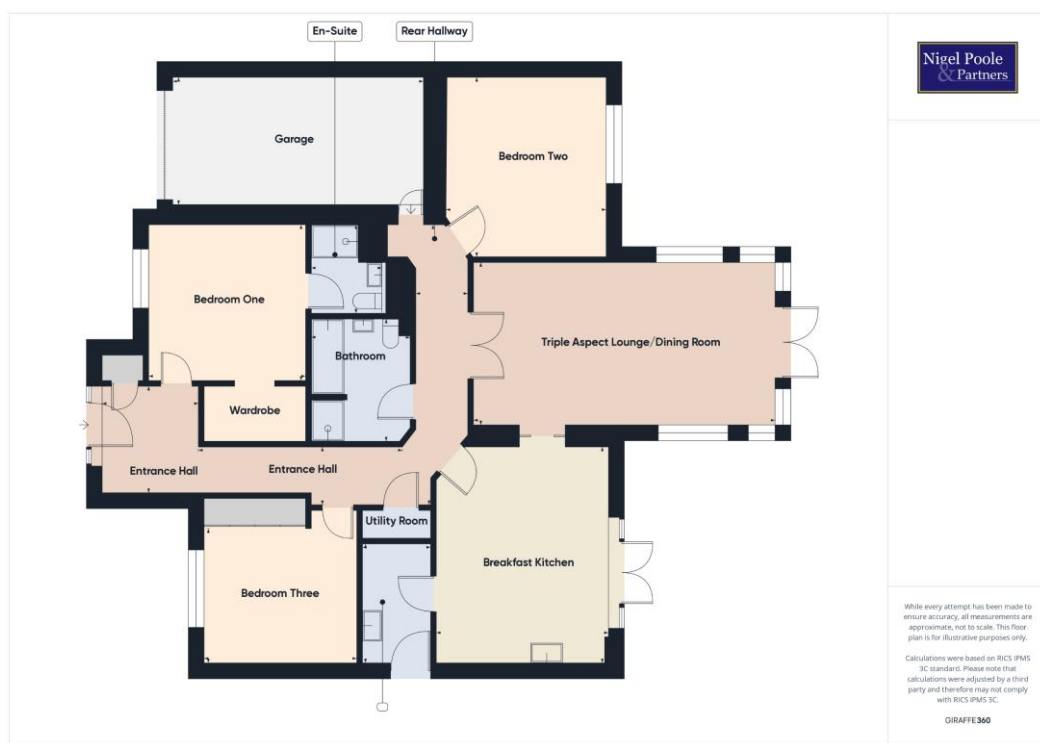 En-Suite
Rear Hallway
Nigel Poole
& Partners
Garage
Bedroom Two
Bedroom One
Triple Aspect Lounge/Dining Room
Bathroom
Wardrobe
Entrance Hall
Entrance Hall
Utility Room
Breakfast Kitchen
Bedroom Three
While every attempt has been made to
ensure accuracy, all measurements are
approximate, not to scale. This floor
plan is for illustrative purposes only.
Calculations were based on RICS IPMS
3C standard. Please note that
calculations were adjusted by a third
party and therefore may not comply
with RICS IPMS 3C.
GIRAFFE360